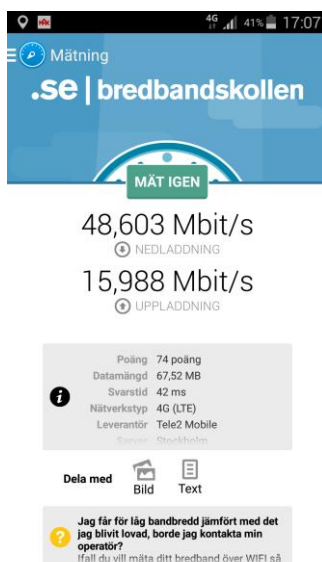 4G 41% 17:07
Mätning
.se | bredbandskollen
MÄT IGEN
48,603 Mbit/s
NEDLADDNING
15,988 Mbit/s
UPPLADDNING
Poäng 74 poäng
Datamängd 67,52 MB
Svarstid 42 ms
Nätverkstyp 4G (LTE)
Leverantör Tele2 Mobile
Server Stockholm
Dela med
Bild Text
Jag får för låg bandbredd jämfört med det
jag blivit lovad, borde jag kontakta min
operatör?
Ifall du vill mäta ditt bredband över WIFI så